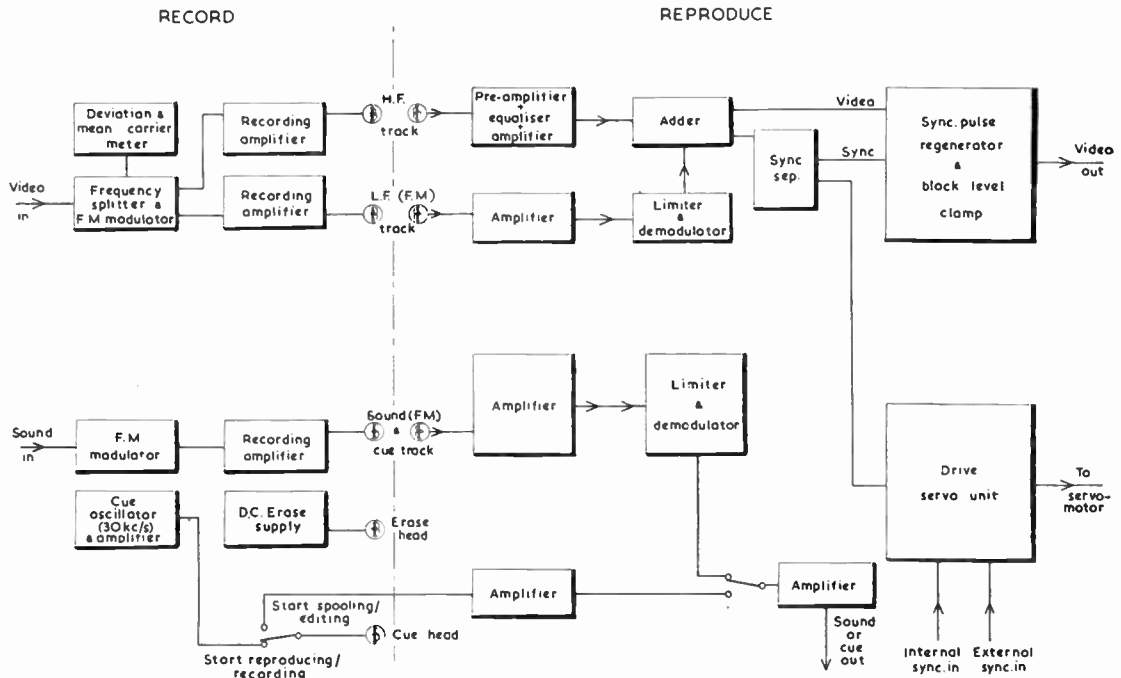 RECORD
REPRODUCE
Deviation &
mean carrier
meter
Recording
amplifier
H.F.
track
Pre-amplifier
+
equaliser
+
amplifier
Adder
Video
Sync
sep.
Sync
Sync. pulse
regenerator
&
block level
clamp
Video
out
Video
in
Frequency
splitter &
F.M modulator
Recording
amplifier
L.F. (F.M)
track
Amplifier
Limiter
&
demodulator
Sound
in
F.M
modulator
Recording
amplifier
Sound (FM)
&
cue track
Amplifier
Limiter
&
demodulator
Drive
servo unit
To
servo-
motor
Cue
oscillator
(30 kc/s)
& amplifier
D.C. Erase
supply
Erase
head
Start spooling/
editing
Cue head
Start reproducing/
recording
Amplifier
Amplifier
Sound
or
cue
out
Internal
sync. in
External
sync. in